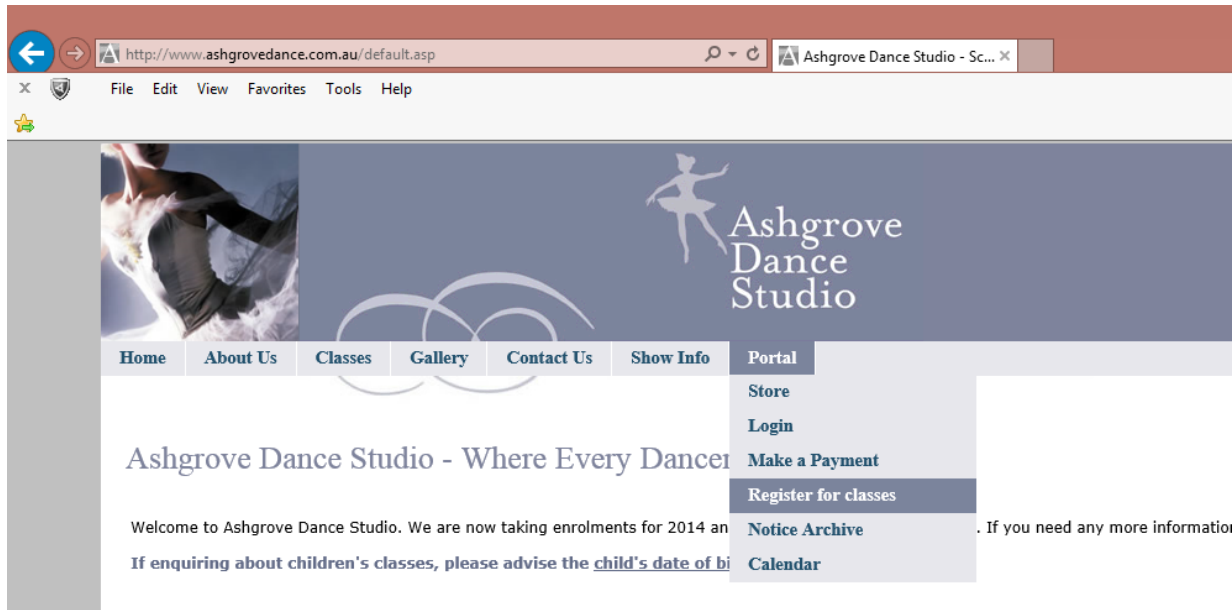 http://www.ashgrovedance.com.au/default.asp
Ashgrove Dance Studio - Sc...
File Edit View Favorites Tools Help
Ashgrove
Dance
Studio
Home About Us Classes Gallery Contact Us Show Info Portal
Store
Login
Ashgrove Dance Studio - Where Every Dancer
Make a Payment
Register for classes
Welcome to Ashgrove Dance Studio. We are now taking enrolments for 2014 an
Notice Archive
. If you need any more information
If enquiring about children's classes, please advise the child's date of bi
Calendar